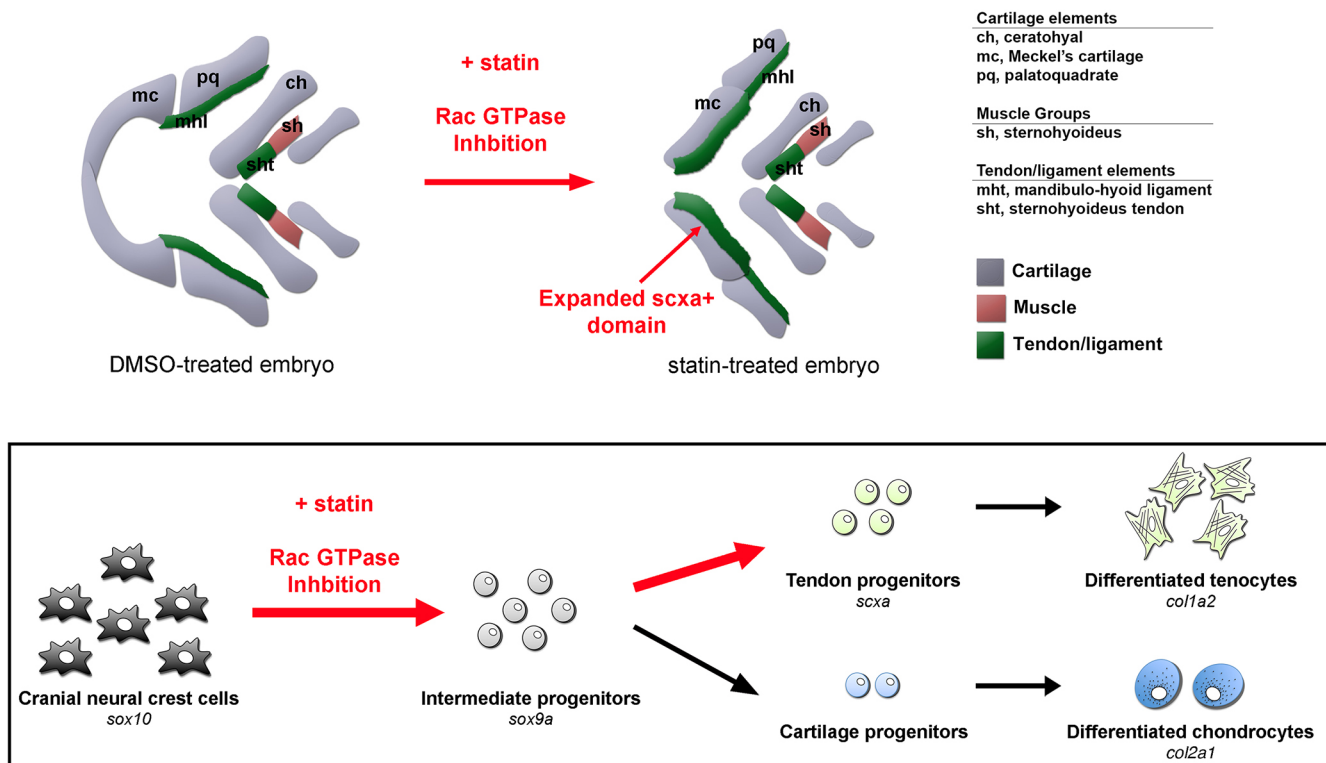 mc
pq
mhl
ch
sh
sht
DMSO-treated embryo
+ statin
Rac GTPase
Inhbition
pq
mhl
mc
ch
sh
sht
Expanded scxa+
domain
statin-treated embryo
Cartilage elements
ch, ceratohyal
mc, Meckel's cartilage
pq, palatoquadrate
Muscle Groups
sh, sternohyoideus
Tendon/ligament elements
mht, mandibulo-hyoid ligament
sht, sternohyoideus tendon
Cartilage
Muscle
Tendon/ligament
Cranial neural crest cells
sox10
+ statin
Rac GTPase
Inhbition
Intermediate progenitors
sox9a
Tendon progenitors
scxa
Differentiated tenocytes
col1a2
Cartilage progenitors
Differentiated chondrocytes
col2a1